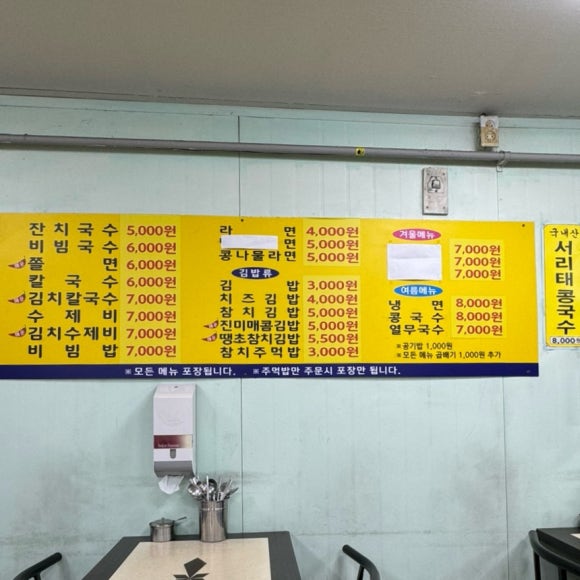 잔치국수 5,000원
비빔국수 6,000원
쫄면 6,000원
칼국수 6,000원
김치칼국수 7,000원
수제비 7,000원
김치수제비 7,000원
비빔밥 7,000원
라면 4,000원
면 5,000원
콩나물라면 5,000원
김밥류
김밥 3,000원
치즈김밥 4,000원
참치김밥 5,000원
진미매콤김밥 5,000원
땡초참치김밥 5,500원
참치주먹밥 3,000원
겨울메뉴
7,000원
7,000원
7,000원
여름메뉴
냉면 8,000원
콩국수 8,000원
열무국수 7,000원
※공기밥 1,000원
※모든 메뉴 곱배기 1,000원 추가
※모든 메뉴 포장됩니다. ※주먹밥만 주문시 포장만 됩니다.
국내산
서리태콩국수
8,000원